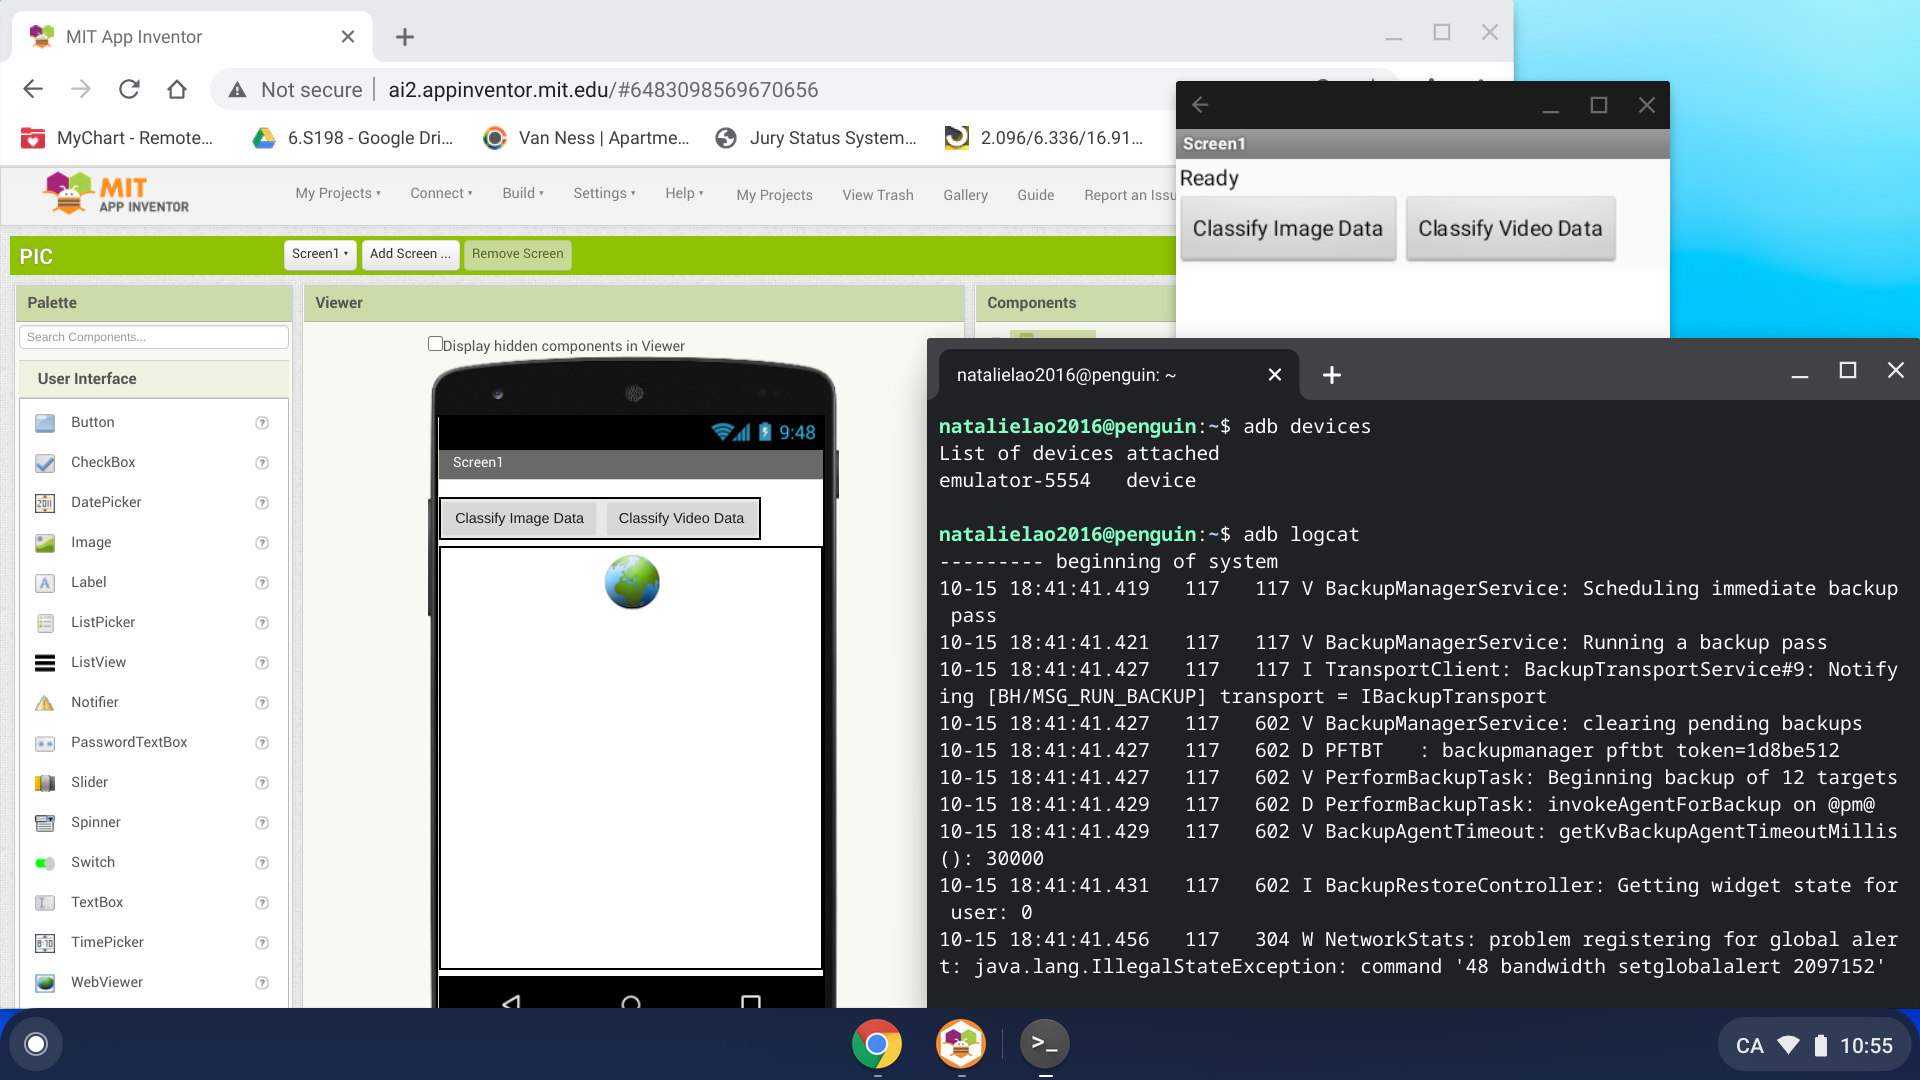 MIT App Inventor
Not secure
ai2.appinventor.mit.edu/#6483098569670656
MyChart - Remote...
6.S198 - Google Dri...
Van Ness | Apartme...
Jury Status System...
2.096/6.336/16.91...
MIT
APP INVENTOR
My Projects
Connect
Build
Settings
Help
My Projects
View Trash
Gallery
Guide
Report an Issu
PIC
Screen1
Add Screen ...
Remove Screen
Palette
Search Components...
User Interface
Button
CheckBox
DatePicker
Image
Label
ListPicker
ListView
Notifier
PasswordTextBox
Slider
Spinner
Switch
TextBox
TimePicker
WebViewer
Viewer
Display hidden components in Viewer
9:48
Screen1
Classify Image Data
Classify Video Data
Components
Screen1
Ready
Classify Image Data
Classify Video Data
natalielao2016@penguin: ~
natalielao2016@penguin:~$ adb devices
List of devices attached
emulator-5554   device
natalielao2016@penguin:~$ adb logcat
--------- beginning of system
10-15 18:41:41.419   117   117 V BackupManagerService: Scheduling immediate backup
 pass
10-15 18:41:41.421   117   117 V BackupManagerService: Running a backup pass
10-15 18:41:41.427   117   117 I TransportClient: BackupTransportService#9: Notify
ing [BH/MSG_RUN_BACKUP] transport = IBackupTransport
10-15 18:41:41.427   117   602 V BackupManagerService: clearing pending backups
10-15 18:41:41.427   117   602 D PFTBT   : backupmanager pftbt token=1d8be512
10-15 18:41:41.427   117   602 V PerformBackupTask: Beginning backup of 12 targets
10-15 18:41:41.429   117   602 D PerformBackupTask: invokeAgentForBackup on @pm@
10-15 18:41:41.429   117   602 V BackupAgentTimeout: getKvBackupAgentTimeoutMillis
(): 30000
10-15 18:41:41.431   117   602 I BackupRestoreController: Getting widget state for
 user: 0
10-15 18:41:41.456   117   304 W NetworkStats: problem registering for global aler
t: java.lang.IllegalStateException: command '48 bandwidth setglobalalert 2097152'
CA
10:55